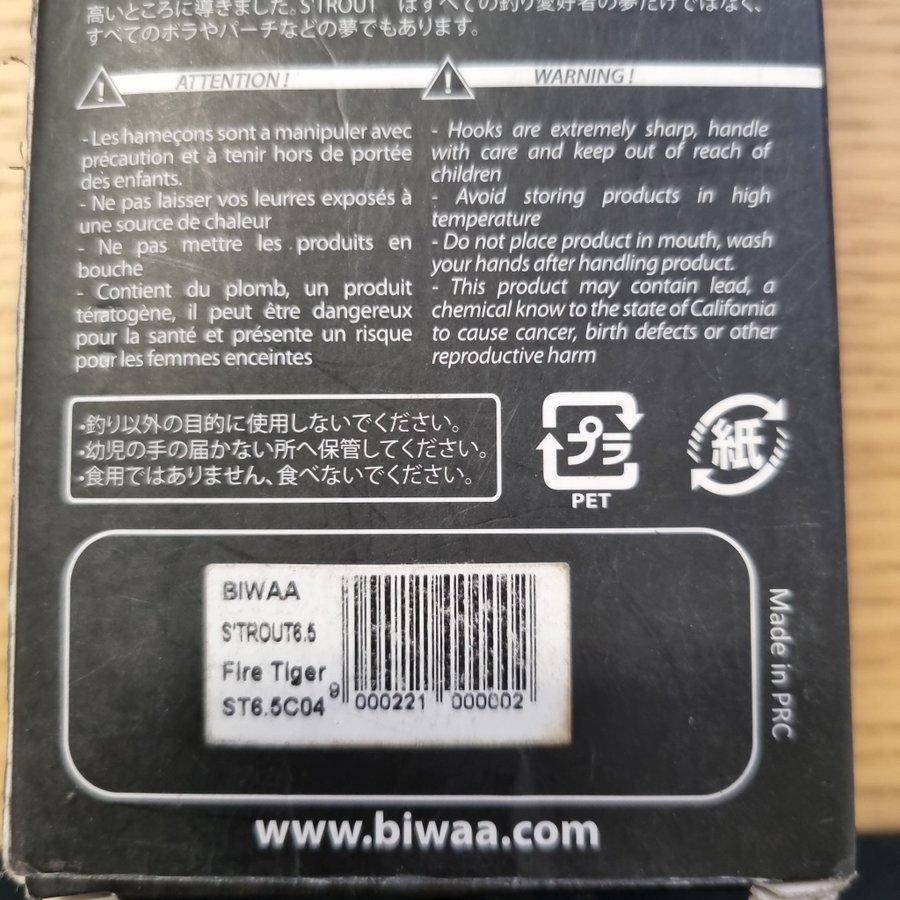 高いところに導きました。S'TROUT はすべての釣り愛好者の夢だけではなく、
すべてのボラやパーチなどの夢でもあります。
ATTENTION !
- Les hameçons sont a manipuler avec
précaution et à tenir hors de portée
des enfants.
- Ne pas laisser vos leurres exposés à
une source de chaleur
- Ne pas mettre les produits en
bouche
- Contient du plomb, un produit
tératogène, il peut être dangereux
pour la santé et présente un risque
pour les femmes enceintes
WARNING !
- Hooks are extremely sharp, handle
with care and keep out of reach of
children
- Avoid storing products in high
temperature
- Do not place product in mouth, wash
your hands after handling product.
- This product may contain lead, a
chemical know to the state of California
to cause cancer, birth defects or other
reproductive harm
・釣り以外の目的に使用しないでください。
・幼児の手の届かない所へ保管してください。
・食用ではありません、食べないでください。
プラ
PET
紙
BIWAA
S'TROUT6.5
Fire Tiger
ST6.5C04
9 000221 000002
Made in PRC
www.biwaa.com